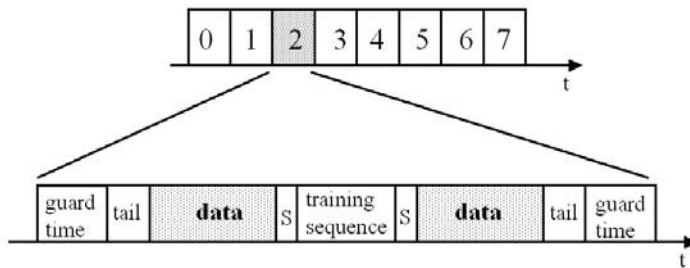 0 1 2 3 4 5 6 7
t
guard time tail data S training sequence S data tail guard time
t